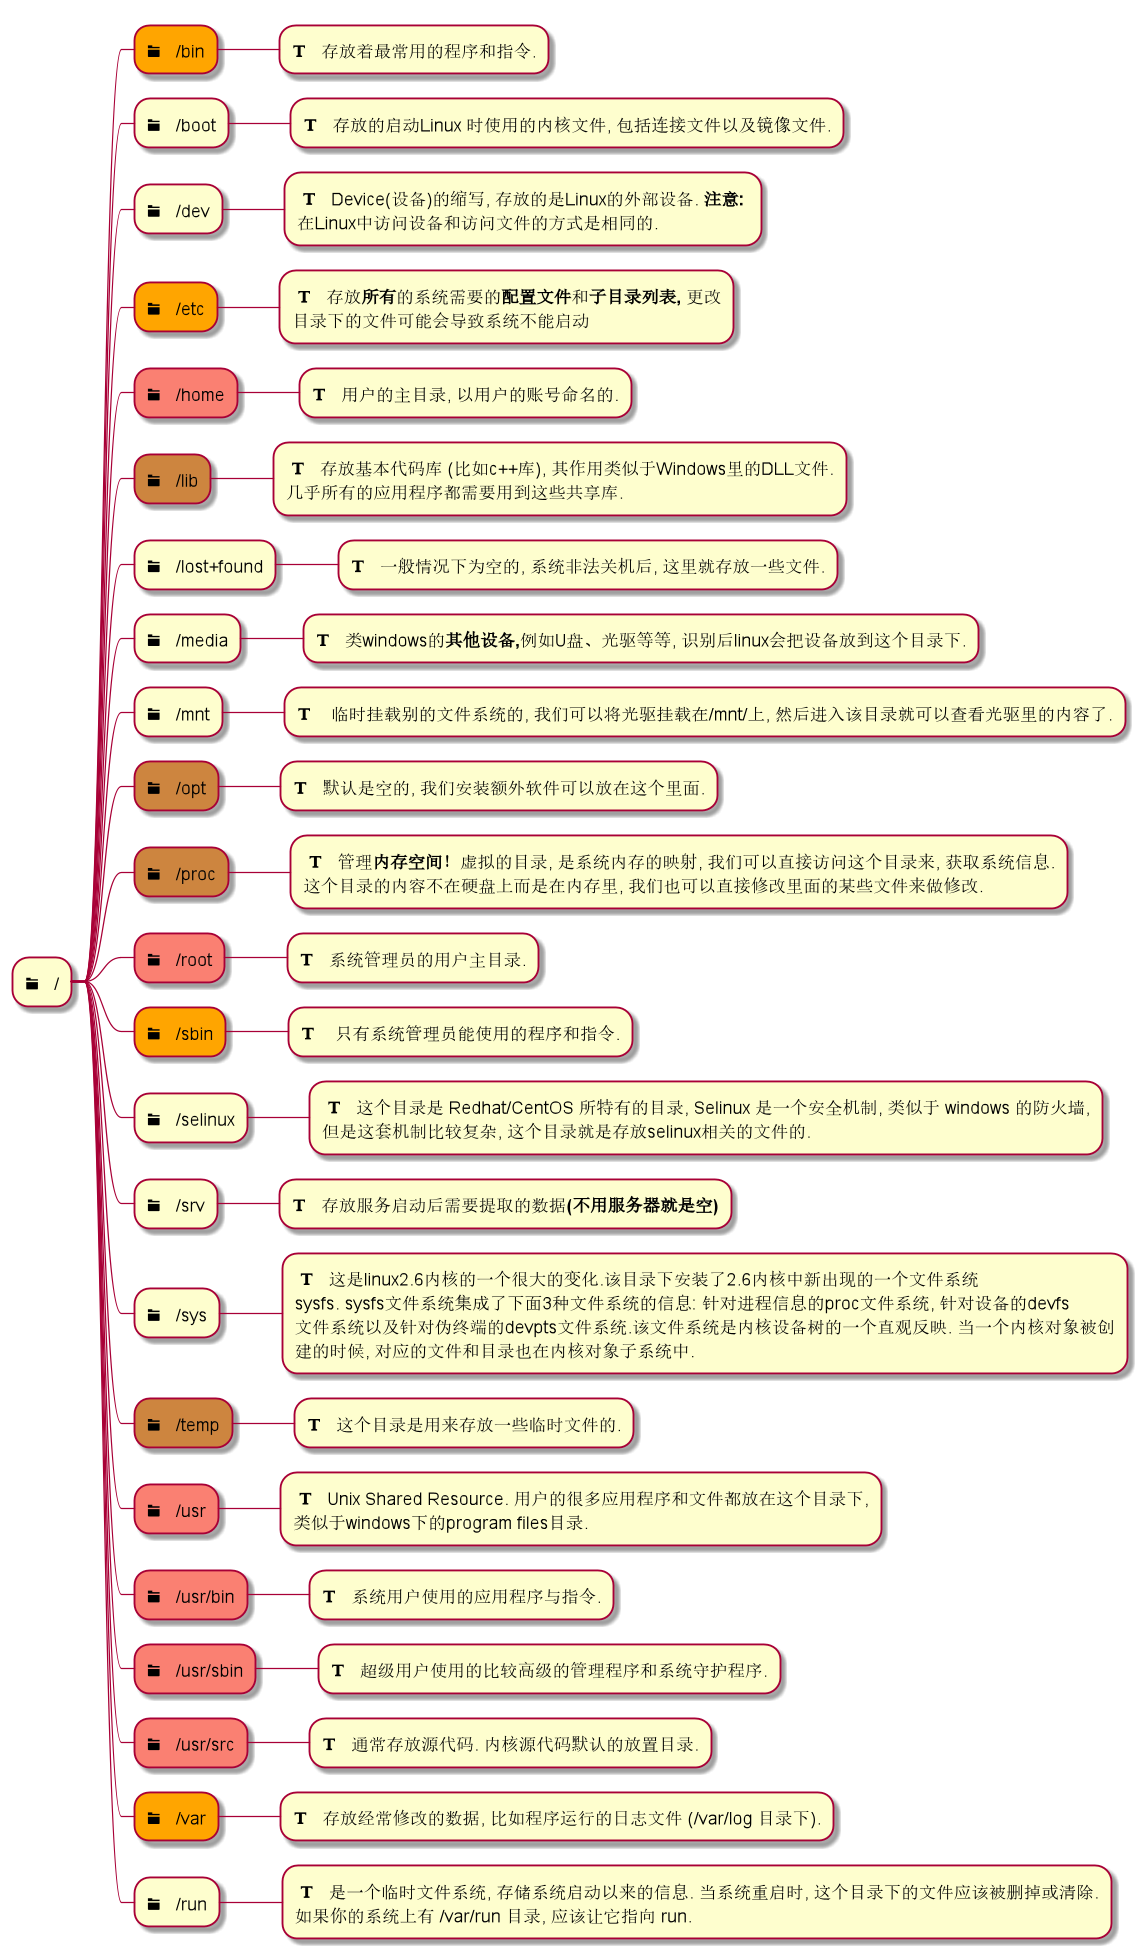 /bin
存放着最常用的程序和指令.
/boot
存放的启动Linux 时使用的内核文件, 包括连接文件以及镜像文件.
/dev
Device(设备)的缩写, 存放的是Linux的外部设备. 注意:
在Linux中访问设备和访问文件的方式是相同的.
/etc
存放所有的系统需要的配置文件和子目录列表, 更改
目录下的文件可能会导致系统不能启动
/home
用户的主目录, 以用户的账号命名的.
/lib
存放基本代码库 (比如c++库), 其作用类似于Windows里的DLL文件.
几乎所有的应用程序都需要用到这些共享库.
/lost+found
一般情况下为空的, 系统非法关机后, 这里就存放一些文件.
/media
类windows的其他设备,例如U盘、光驱等等, 识别后linux会把设备放到这个目录下.
/mnt
临时挂载别的文件系统的, 我们可以将光驱挂载在/mnt/上, 然后进入该目录就可以查看光驱里的内容了.
/opt
默认是空的, 我们安装额外软件可以放在这个里面.
/proc
管理内存空间！虚拟的目录, 是系统内存的映射, 我们可以直接访问这个目录来, 获取系统信息.
这个目录的内容不在硬盘上而是在内存里, 我们也可以直接修改里面的某些文件来做修改.
/
/root
系统管理员的用户主目录.
/sbin
只有系统管理员能使用的程序和指令.
/selinux
这个目录是 Redhat/CentOS 所特有的目录, Selinux 是一个安全机制, 类似于 windows 的防火墙,
但是这套机制比较复杂, 这个目录就是存放selinux相关的文件的.
/srv
存放服务启动后需要提取的数据(不用服务器就是空)
/sys
这是linux2.6内核的一个很大的变化.该目录下安装了2.6内核中新出现的一个文件系统
sysfs. sysfs文件系统集成了下面3种文件系统的信息: 针对进程信息的proc文件系统, 针对设备的devfs
文件系统以及针对伪终端的devpts文件系统.该文件系统是内核设备树的一个直观反映. 当一个内核对象被创
建的时候, 对应的文件和目录也在内核对象子系统中.
/temp
这个目录是用来存放一些临时文件的.
/usr
Unix Shared Resource. 用户的很多应用程序和文件都放在这个目录下,
类似于windows下的program files目录.
/usr/bin
系统用户使用的应用程序与指令.
/usr/sbin
超级用户使用的比较高级的管理程序和系统守护程序.
/usr/src
通常存放源代码. 内核源代码默认的放置目录.
/var
存放经常修改的数据, 比如程序运行的日志文件 (/var/log 目录下).
/run
是一个临时文件系统, 存储系统启动以来的信息. 当系统重启时, 这个目录下的文件应该被删掉或清除.
如果你的系统上有 /var/run 目录, 应该让它指向 run.